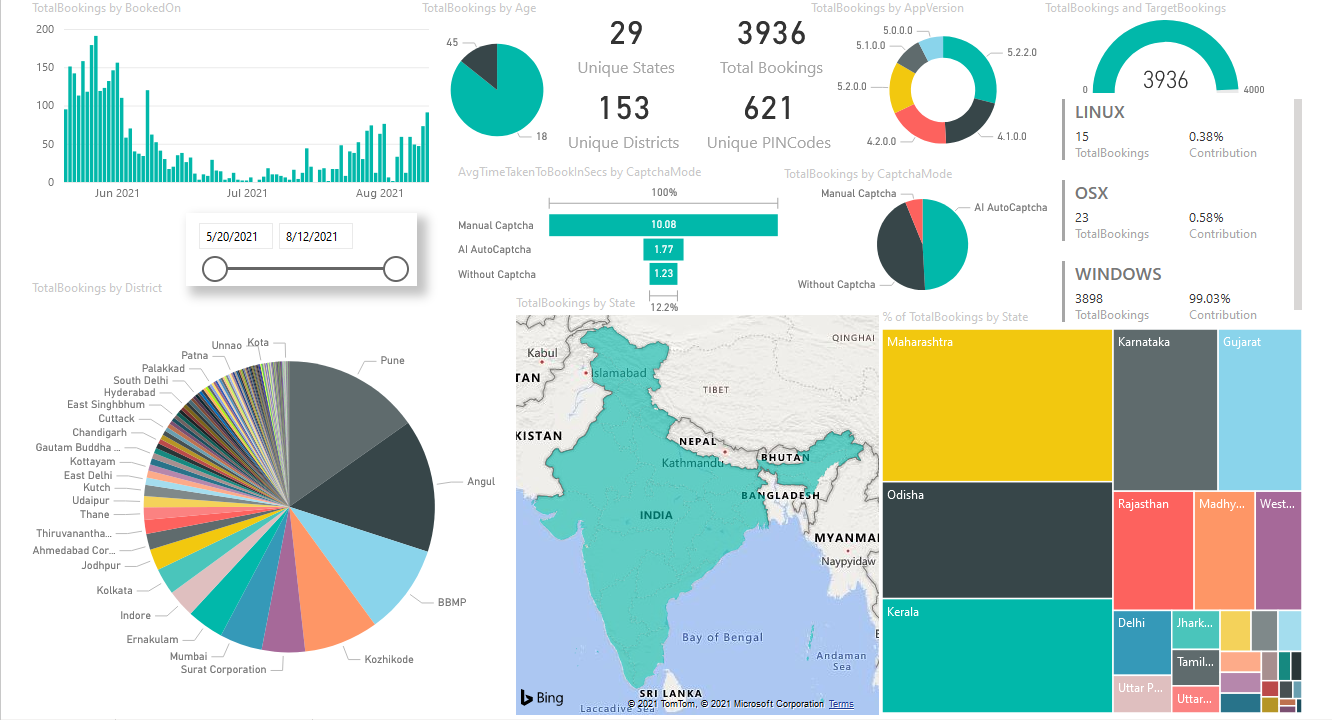 TotalBookings by BookedOn
200
150
100
50
0
Jun 2021
Jul 2021
Aug 2021
5/20/2021
8/12/2021
TotalBookings by Age
45
18
29
Unique States
3936
Total Bookings
153
Unique Districts
621
Unique PINCodes
TotalBookings by AppVersion
5.0.0.0
5.1.0.0
5.2.0.0
4.2.0.0
5.2.2.0
4.1.0.0
TotalBookings and TargetBookings
3936
0
4000
LINUX
15
0.38%
TotalBookings
Contribution
OSX
23
0.58%
TotalBookings
Contribution
WINDOWS
3898
99.03%
TotalBookings
Contribution
AvgTimeTakenToBookInSecs by CaptchaMode
100%
Manual Captcha
10.08
AI AutoCaptcha
1.77
Without Captcha
1.23
12.2%
TotalBookings by CaptchaMode
Manual Captcha
AI AutoCaptcha
Without Captcha
TotalBookings by District
Kota
Unnao
Patna
Palakkad
South Delhi
Hyderabad
East Singhbhum
Cuttack
Chandigarh
Gautam Buddha ...
Kottayam
East Delhi
Kutch
Udaipur
Thane
Thiruvanantha...
Ahmedabad Cor...
Jodhpur
Kolkata
Indore
Ernakulam
Mumbai
Surat Corporation
Pune
Angul
BBMP
Kozhikode
TotalBookings by State
Kabul
QINGHAI
Islamabad
TAN
TIBET
KISTAN
NEPAL
Kathmandu
BHUTAN
BANGLADESH
INDIA
MYANMA
Naypyidaw
Bay of Bengal
Andaman
Sea
SRI LANKA
Laccadive Sea
Bing
© 2021 TomTom, © 2021 Microsoft Corporation Terms
% of TotalBookings by State
Maharashtra
Karnataka
Gujarat
Odisha
Rajasthan
Madhy...
West...
Kerala
Delhi
Jhark...
Tamil...
Uttar P...
Uttar...